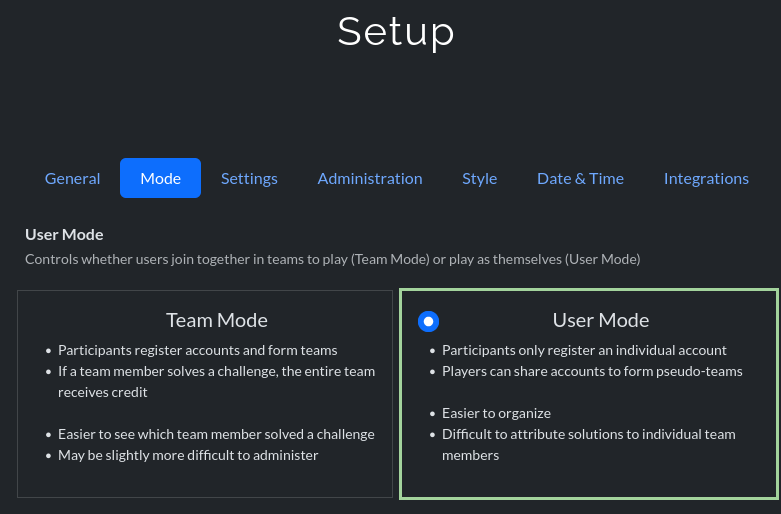 Setup
General Mode Settings Administration Style Date & Time Integrations
User Mode
Controls whether users join together in teams to play (Team Mode) or play as themselves (User Mode)
Team Mode
• Participants register accounts and form teams
• If a team member solves a challenge, the entire team
receives credit
• Easier to see which team member solved a challenge
• May be slightly more difficult to administer
User Mode
• Participants only register an individual account
• Players can share accounts to form pseudo-teams
• Easier to organize
• Difficult to attribute solutions to individual team
members